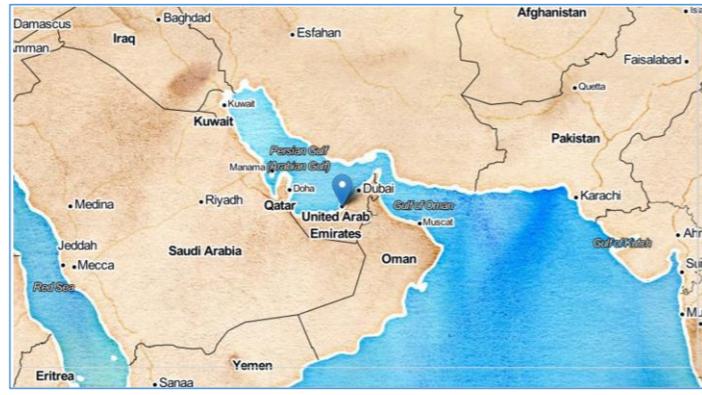 Damascus
Baghdad
Afghanistan
Iraq
Esfahan
Faisalabad
Quetta
Kuwait
Kuwait
Pakistan
Persian Gulf
(Arabian Gulf)
Manama
Doha
Dubai
Karachi
Medina
Riyadh
Qatar
United Arab
Emirates
Gulf of Oman
Muscat
Gulf of Kutch
Jeddah
Mecca
Saudi Arabia
Oman
Red Sea
Yemen
Eritrea
Sanaa